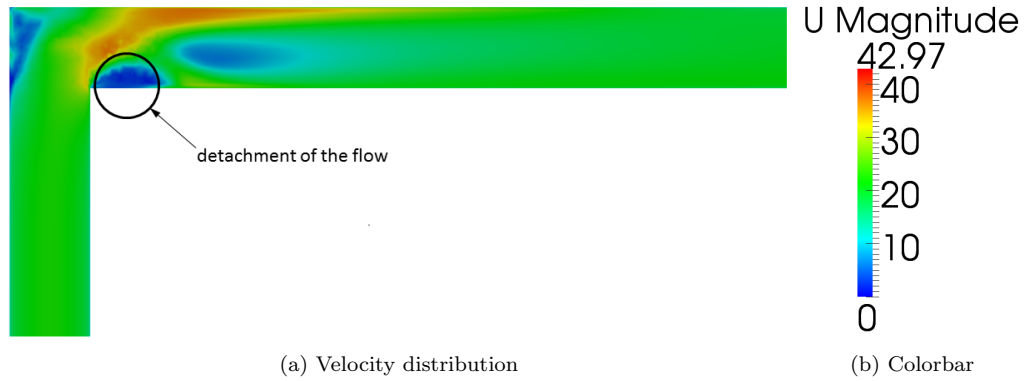 U Magnitude
42.97
40
30
20
10
0
detachment of the flow
(a) Velocity distribution
(b) Colorbar